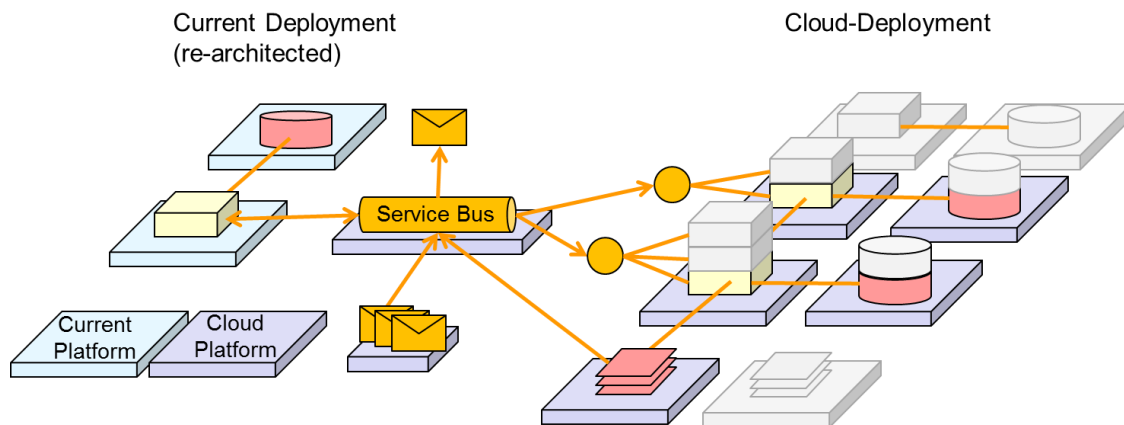 Current Deployment
(re-architected)
Cloud-Deployment
Service Bus
Current
Platform
Cloud
Platform